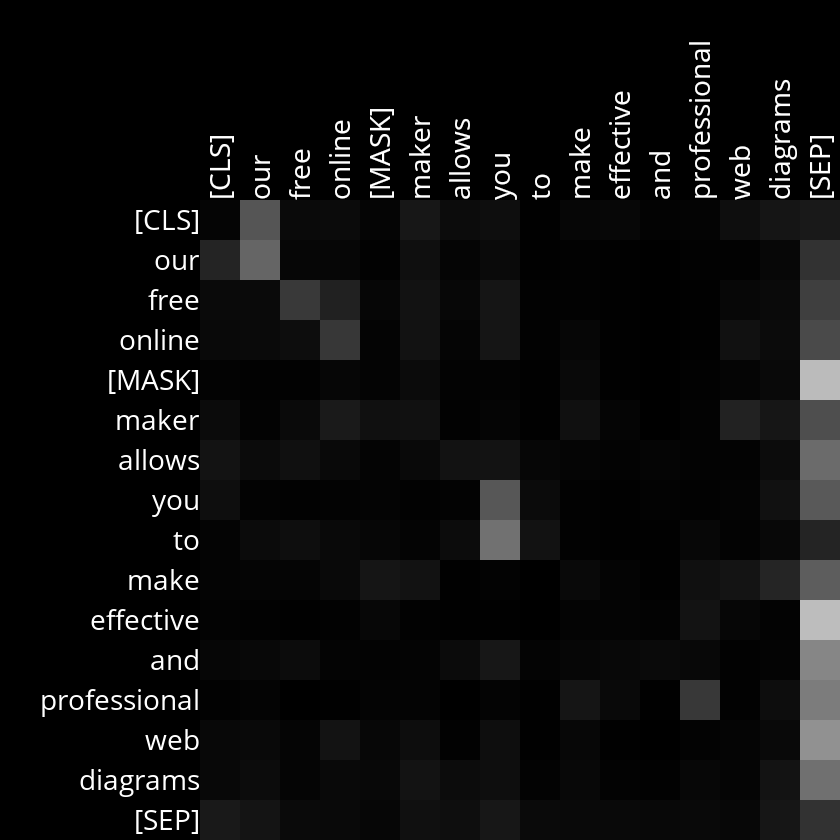 [CLS]
our
free
online
[MASK]
maker
allows
you
to
make
effective
and
professional
web
diagrams
[SEP]
[CLS]
our
free
online
[MASK]
maker
allows
you
to
make
effective
and
professional
web
diagrams
[SEP]